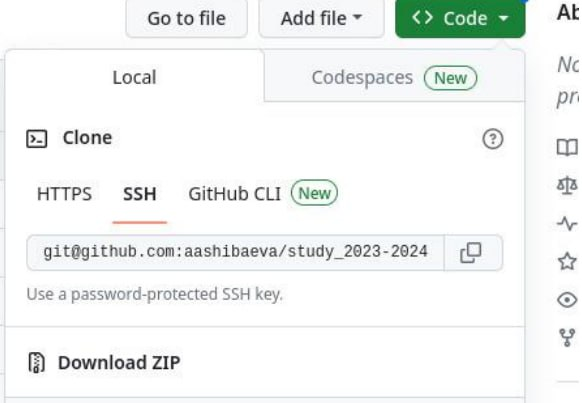 Go to file Add file Code Ab
Local Codespaces New
Clone
HTTPS SSH GitHub CLI New
git@github.com:aashibaeva/study_2023-2024
Use a password-protected SSH key.
Download ZIP